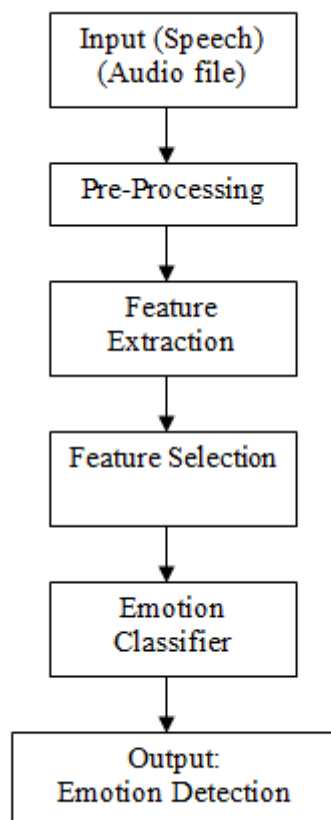 Input (Speech)
(Audio file)
Pre-Processing
Feature
Extraction
Feature Selection
Emotion
Classifier
Output:
Emotion Detection